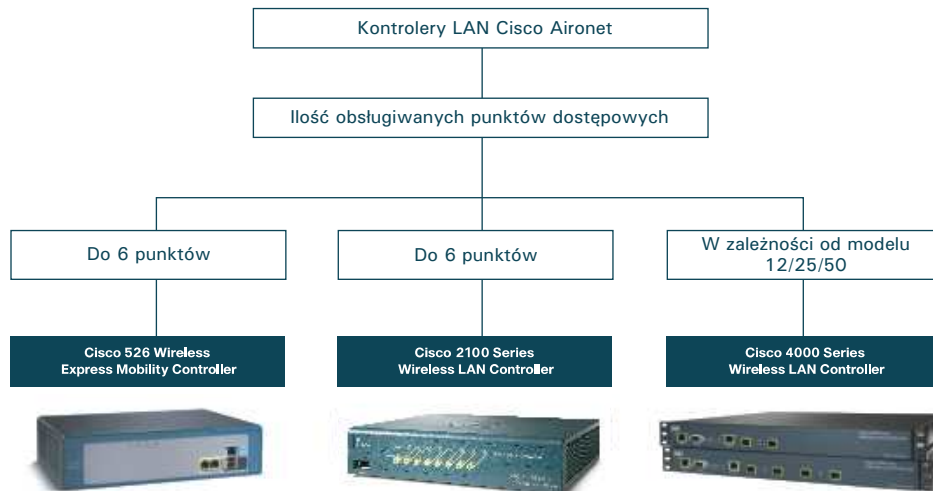 Kontrolery LAN Cisco Aironet
Ilość obsługiwanych punktów dostępowych
Do 6 punktów
Do 6 punktów
W zależności od modelu
12/25/50
Cisco 526 Wireless
Express Mobility Controller
Cisco 2100 Series
Wireless LAN Controller
Cisco 4000 Series
Wireless LAN Controller